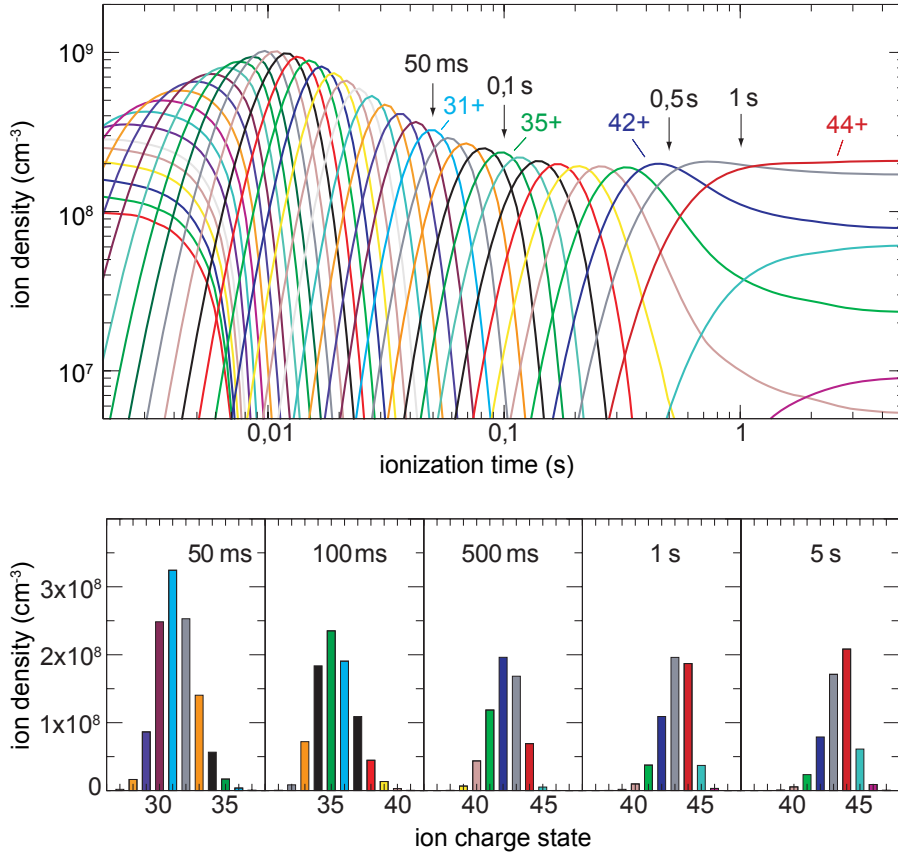 10⁹
10⁸
10⁷
ion density (cm⁻³)
50 ms
31+
0,1 s
35+
42+
0,5 s
1 s
44+
0,01
0,1
1
ionization time (s)
50 ms
100 ms
500 ms
1 s
5 s
3x10⁸
2x10⁸
1x10⁸
0
ion density (cm⁻³)
30
35
35
40
40
45
40
45
40
45
ion charge state